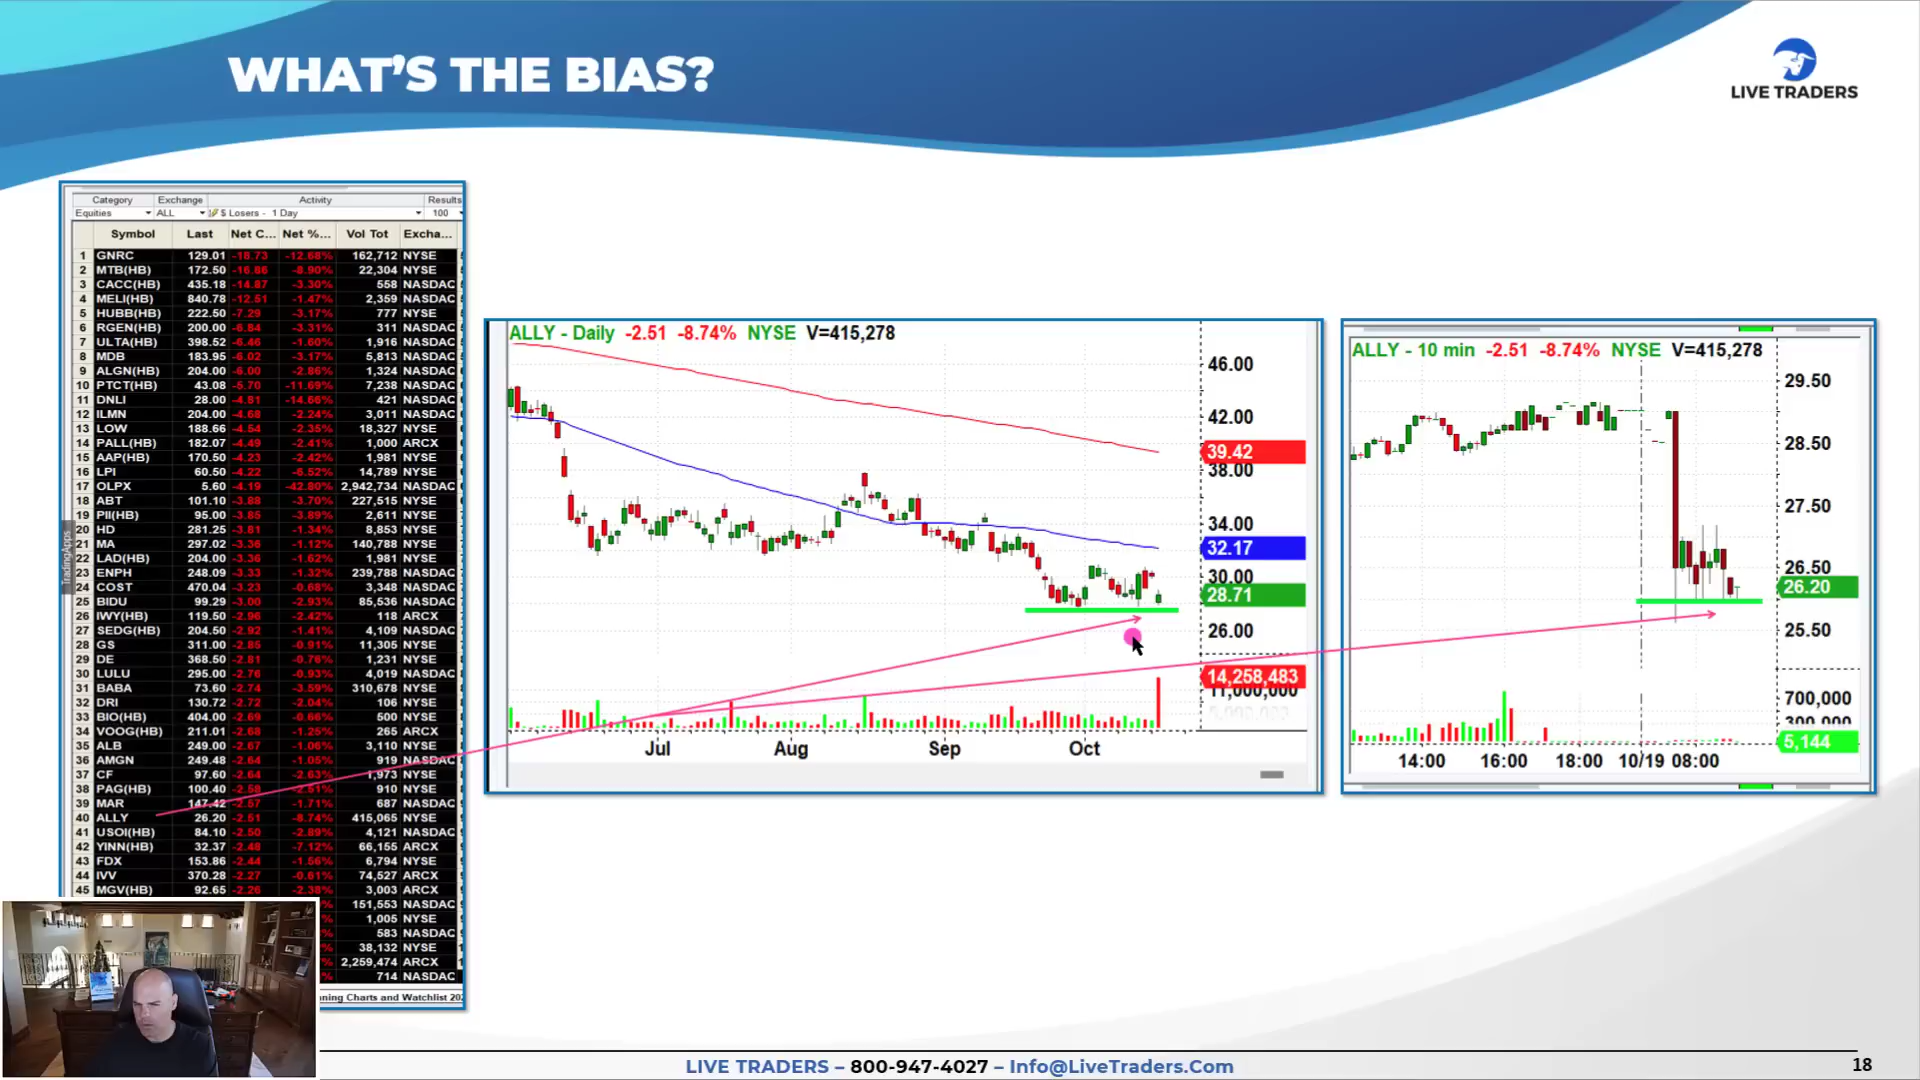 WHAT'S THE BIAS?
LIVE TRADERS
Category Exchange Activity Results
Equities ALL $ Losers - 1 Day 100
Symbol Last Net C... Net %... Vol Tot Excha...
1 GNRC 129.01 -18.73 -12.68% 162,712 NYSE
2 MTB(HB) 172.50 -16.86 -8.90% 22,304 NYSE
3 CACC(HB) 435.18 -14.87 -3.30% 558 NASDAC
4 MELI(HB) 840.78 -12.51 -1.47% 2,359 NASDAC
5 HUBB(HB) 222.50 -7.29 -3.17% 777 NYSE
6 RGEN(HB) 200.00 -6.84 -3.31% 311 NASDAC
7 ULTA(HB) 398.52 -6.46 -1.60% 1,916 NASDAC
8 MDB 183.95 -6.02 -3.17% 5,813 NASDAC
9 ALGN(HB) 204.00 -6.00 -2.86% 1,324 NASDAC
10 PTCT(HB) 43.08 -5.70 -11.69% 7,238 NASDAC
11 DNLI 28.00 -4.81 -14.66% 421 NASDAC
12 ILMN 204.00 -4.68 -2.24% 3,011 NASDAC
13 LOW 188.66 -4.54 -2.35% 18,327 NYSE
14 PALL(HB) 182.07 -4.49 -2.41% 1,000 ARCX
15 AAP(HB) 170.50 -4.23 -2.42% 1,981 NYSE
16 LPI 60.50 -4.22 -6.52% 14,789 NYSE
17 OLPX 5.60 -4.19 -42.80% 2,942,734 NASDAC
18 ABT 101.10 -3.88 -3.70% 227,515 NYSE
19 PII(HB) 95.00 -3.85 -3.89% 2,611 NYSE
20 HD 281.25 -3.81 -1.34% 8,853 NYSE
21 MA 297.02 -3.36 -1.12% 140,788 NYSE
22 LAD(HB) 204.00 -3.36 -1.62% 1,981 NYSE
23 ENPH 248.09 -3.33 -1.32% 239,788 NASDAC
24 COST 470.04 -3.23 -0.68% 3,348 NASDAC
25 BIDU 99.29 -3.00 -2.93% 85,536 NASDAC
26 IWY(HB) 119.50 -2.96 -2.42% 118 ARCX
27 SEDG(HB) 204.50 -2.92 -1.41% 4,109 NASDAC
28 GS 311.00 -2.85 -0.91% 11,305 NYSE
29 DE 368.50 -2.81 -0.76% 1,231 NYSE
30 LULU 295.00 -2.76 -0.93% 4,019 NASDAC
31 BABA 73.60 -2.74 -3.59% 310,678 NYSE
32 DRI 130.72 -2.72 -2.04% 106 NYSE
33 BIO(HB) 404.00 -2.69 -0.66% 500 NYSE
34 VOOG(HB) 211.01 -2.68 -1.25% 265 ARCX
35 ALB 249.00 -2.67 -1.06% 3,110 NYSE
36 AMGN 249.48 -2.64 -1.05% 919 NASDAC
37 CF 97.60 -2.64 -2.63% 1,973 NYSE
38 PAG(HB) 100.40 910 NYSE
39 MAR 147.42 -1.71% 687 NASDAC
40 ALLY 26.20 -2.51 -8.74% 415,065 NYSE
41 USOI(HB) 84.10 -2.50 -2.89% 4,121 NASDAC
42 YINN(HB) 32.37 -2.48 -7.12% 66,155 ARCX
43 FDX 153.86 -2.44 -1.56% 6,794 NYSE
44 IVV 370.28 -2.27 -0.61% 74,527 ARCX
45 MGV(HB) 92.65 -2.26 -2.38% 3,003 ARCX
% 151,553 ARCX
% 1,005 NYSE
% 583 NASDAC
% 38,132 NYSE
% 2,259,474 ARCX
% 714 NASDAC
ning Charts and Watchlist 202
TradingApps
ALLY - Daily -2.51 -8.74% NYSE V=415,278
46.00
42.00
39.42
38.00
34.00
32.17
30.00
28.71
26.00
14,258,483
11,000,000
Jul Aug Sep Oct
ALLY - 10 min -2.51 -8.74% NYSE V=415,278
29.50
28.50
27.50
26.50
26.20
25.50
700,000
300,000
5,144
14:00 16:00 18:00 10/19 08:00
LIVE TRADERS – 800-947-4027 – Info@LiveTraders.Com
18